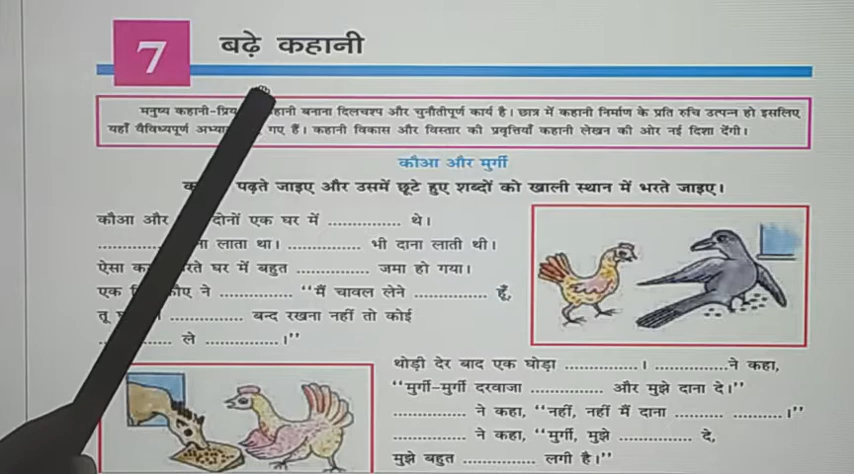 7
बढ़े कहानी
मनुष्य कहानी-प्रिय हानी बनाना दिलचश्प और चुनौतीपूर्ण कार्य है। छात्र में कहानी निर्माण के प्रति रुचि उत्पन्न हो इसलिए
यहाँ वैविध्यपूर्ण अभ्या गए हैं। कहानी विकास और विस्तार की प्रवृत्तियाँ कहानी लेखन की ओर नई दिशा देंगी।
कौआ और मुर्गी
पढ़ते जाइए और उसमें छूटे हुए शब्दों को खाली स्थान में भरते जाइए।
कौआ और दोनों एक घर में .............. थे।
लाता था। .............. भी दाना लाती थी।
ऐसा घर में बहुत .............. जमा हो गया।
एक ने .............. “मैं चावल लेने .............. हूँ,
तू .............. बन्द रखना नहीं तो कोई
.............. ले ..............।”
थोड़ी देर बाद एक घोड़ा ..............। ..............ने कहा,
“मुर्गी-मुर्गी दरवाजा .............. और मुझे दाना दे।”
.............. ने कहा, “नहीं, नहीं मैं दाना .......... ..........।”
.............. ने कहा, “मुर्गी, मुझे .............. दे,
मुझे बहुत .............. लगी है।”